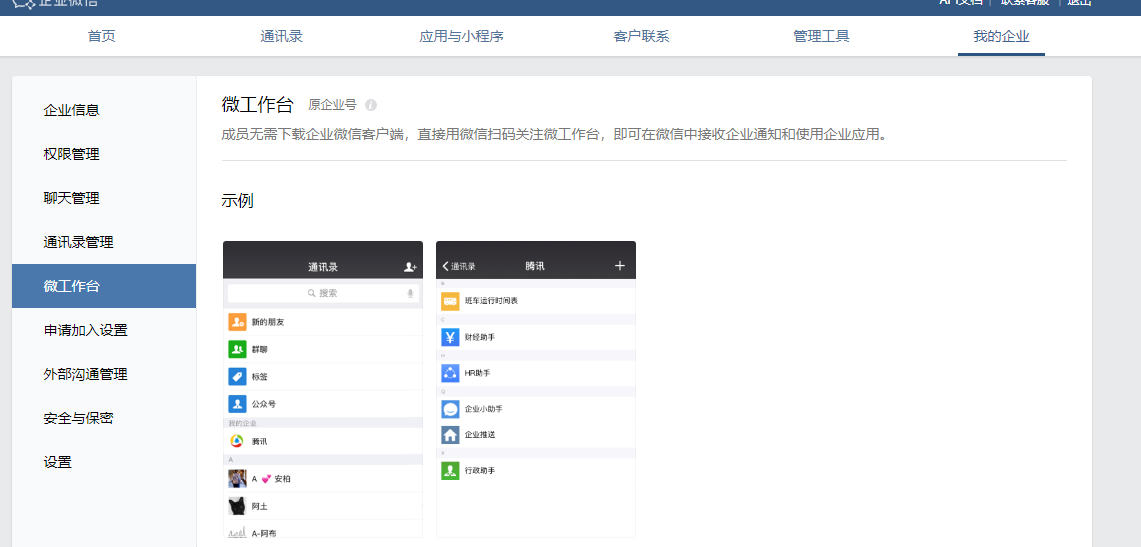 企业微信
API文档 | 联系客服 | 退出
首页 通讯录 应用与小程序 客户联系 管理工具 我的企业
企业信息
权限管理
聊天管理
通讯录管理
微工作台
申请加入设置
外部沟通管理
安全与保密
设置
微工作台 原企业号
成员无需下载企业微信客户端，直接用微信扫码关注微工作台，即可在微信中接收企业通知和使用企业应用。
示例
通讯录
搜索
新的朋友
群聊
标签
公众号
我的企业
腾讯
A
A 💕 安柏
阿土
A-阿布
通讯录 腾讯
班车运行时间表
C
财经助手
H
HR助手
Q
企业小助手
企业推送
X
行政助手